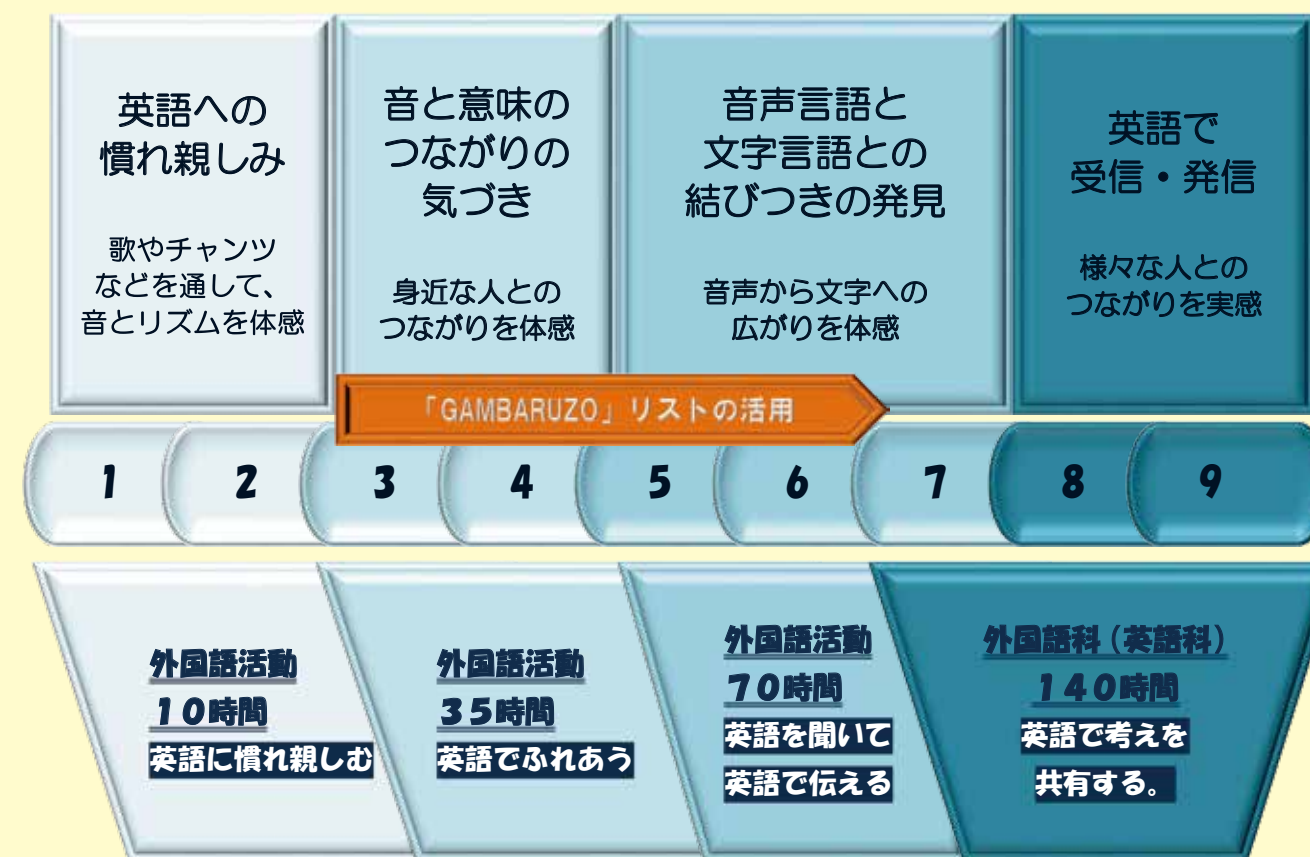 英語への
慣れ親しみ
歌やチャンツ
などを通して、
音とリズムを体感
音と意味の
つながりの
気づき
身近な人との
つながりを体感
音声言語と
文字言語との
結びつきの発見
音声から文字への
広がりを体感
英語で
受信・発信
様々な人との
つながりを実感
「GAMBARUZO」リストの活用
1 2 3 4 5 6 7 8 9
外国語活動
10時間
英語に慣れ親しむ
外国語活動
35時間
英語でふれあう
外国語活動
70時間
英語を聞いて
英語で伝える
外国語科(英語科)
140時間
英語で考えを
共有する。